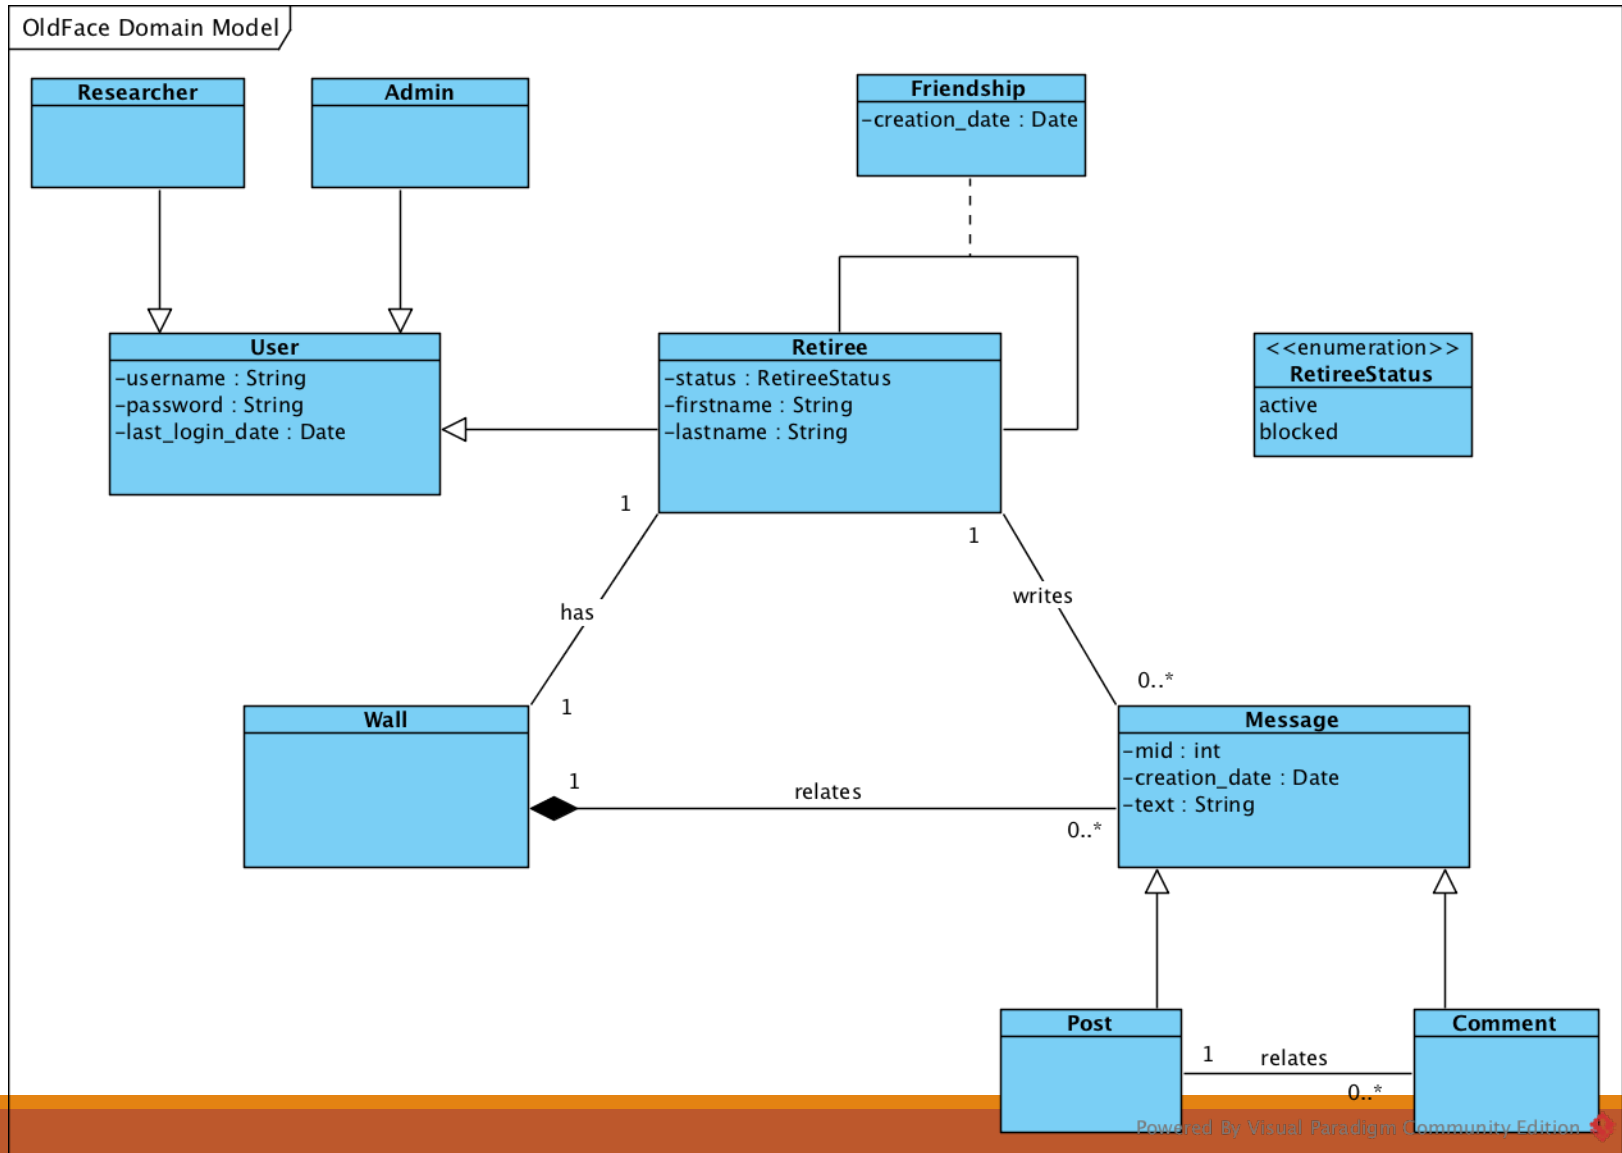 OldFace Domain Model
Researcher
Admin
Friendship
-creation_date : Date
User
-username : String
-password : String
-last_login_date : Date
Retiree
-status : RetireeStatus
-firstname : String
-lastname : String
<<enumeration>>
RetireeStatus
active
blocked
1
1
has
writes
1
0..*
Wall
Message
-mid : int
-creation_date : Date
-text : String
1
relates
0..*
Post
Comment
1
relates
0..*
Powered By Visual Paradigm Community Edition